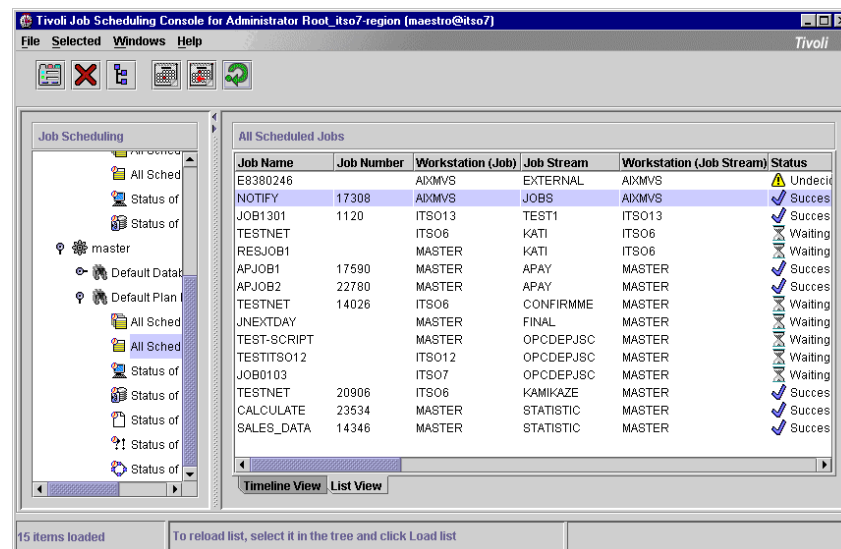 Tivoli Job Scheduling Console for Administrator Root_itso7-region (maestro@itso7)
File Selected Windows Help
Tivoli
Job Scheduling
All Sched
Status of
Status of
master
Default Datab
Default Plan
All Sched
All Sched
Status of
Status of
Status of
Status of
Status of
All Scheduled Jobs
Job Name Job Number Workstation (Job) Job Stream Workstation (Job Stream) Status
E8380246 AIXMVS EXTERNAL AIXMVS Undecid
NOTIFY 17308 AIXMVS JOBS AIXMVS Succes
JOB1301 1120 ITSO13 TEST1 ITSO13 Succes
TESTNET ITSO6 KATI ITSO6 Waiting
RESJOB1 MASTER KATI ITSO6 Waiting
APJOB1 17590 MASTER APAY MASTER Succes
APJOB2 22780 MASTER APAY MASTER Succes
TESTNET 14026 ITSO6 CONFIRMME MASTER Waiting
JNEXTDAY MASTER FINAL MASTER Waiting
TEST-SCRIPT MASTER OPCDEPJSC MASTER Waiting
TESTITSO12 ITSO12 OPCDEPJSC MASTER Waiting
JOB0103 ITSO7 OPCDEPJSC MASTER Waiting
TESTNET 20906 ITSO6 KAMIKAZE MASTER Succes
CALCULATE 23534 MASTER STATISTIC MASTER Succes
SALES_DATA 14346 MASTER STATISTIC MASTER Succes
Timeline View List View
15 items loaded
To reload list, select it in the tree and click Load list